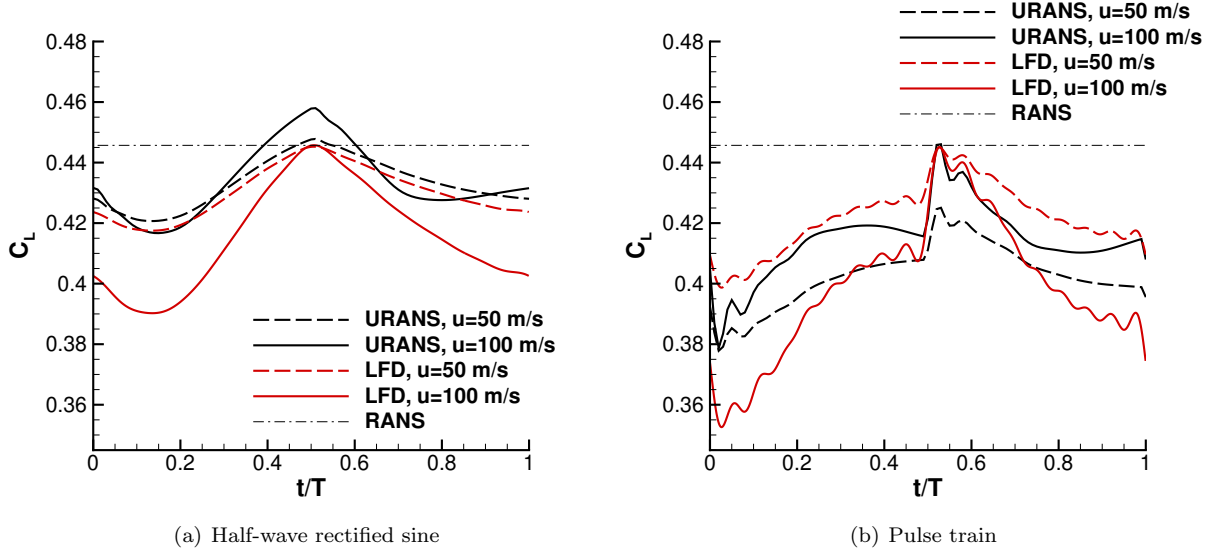 C_L
0.48
0.46
0.44
0.42
0.4
0.38
0.36
0
0.2
0.4
0.6
0.8
1
t/T
URANS, u=50 m/s
URANS, u=100 m/s
LFD, u=50 m/s
LFD, u=100 m/s
RANS
(a) Half-wave rectified sine
URANS, u=50 m/s
URANS, u=100 m/s
LFD, u=50 m/s
LFD, u=100 m/s
RANS
C_L
0.48
0.46
0.44
0.42
0.4
0.38
0.36
0
0.2
0.4
0.6
0.8
1
t/T
(b) Pulse train